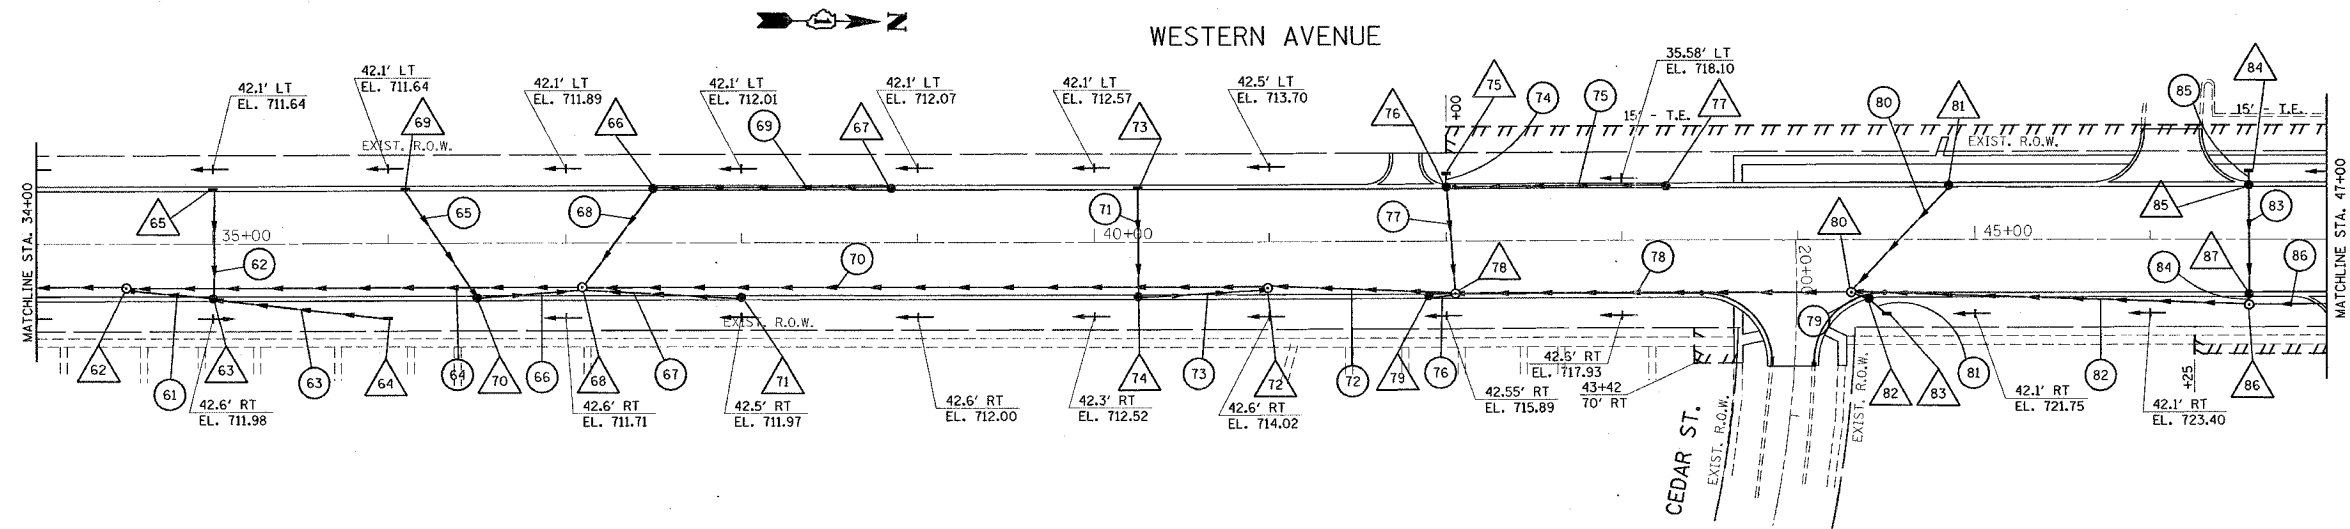 N
WESTERN AVENUE
42.1' LT
EL. 711.64
42.1' LT
EL. 711.64
42.1' LT
EL. 711.89
42.1' LT
EL. 712.01
42.1' LT
EL. 712.07
42.1' LT
EL. 712.57
42.5' LT
EL. 713.70
35.58' LT
EL. 718.10
69
66
69
67
73
76
+00
75
74
75
77
80
81
85
84
15' - T.E.
15' - T.E.
EXIST. R.O.W.
EXIST. R.O.W.
MATCHLINE STA. 34+00
MATCHLINE STA. 47+00
65
65
68
71
77
85
83
35+00
40+00
45+00
20+00
62
70
78
78
80
87
84
86
61
62
63
63
64
64
70
66
68
67
71
74
73
72
72
79
76
79
82
83
81
82
86
EXIST. R.O.W.
42.6' RT
EL. 711.98
42.6' RT
EL. 711.71
42.5' RT
EL. 711.97
42.6' RT
EL. 712.00
42.3' RT
EL. 712.52
42.6' RT
EL. 714.02
42.55' RT
EL. 715.89
42.6' RT
EL. 717.93
43+42
70' RT
42.1' RT
EL. 721.75
42.1' RT
EL. 723.40
+25
CEDAR ST.
EXIST. R.O.W.
EXIST. R.O.W.